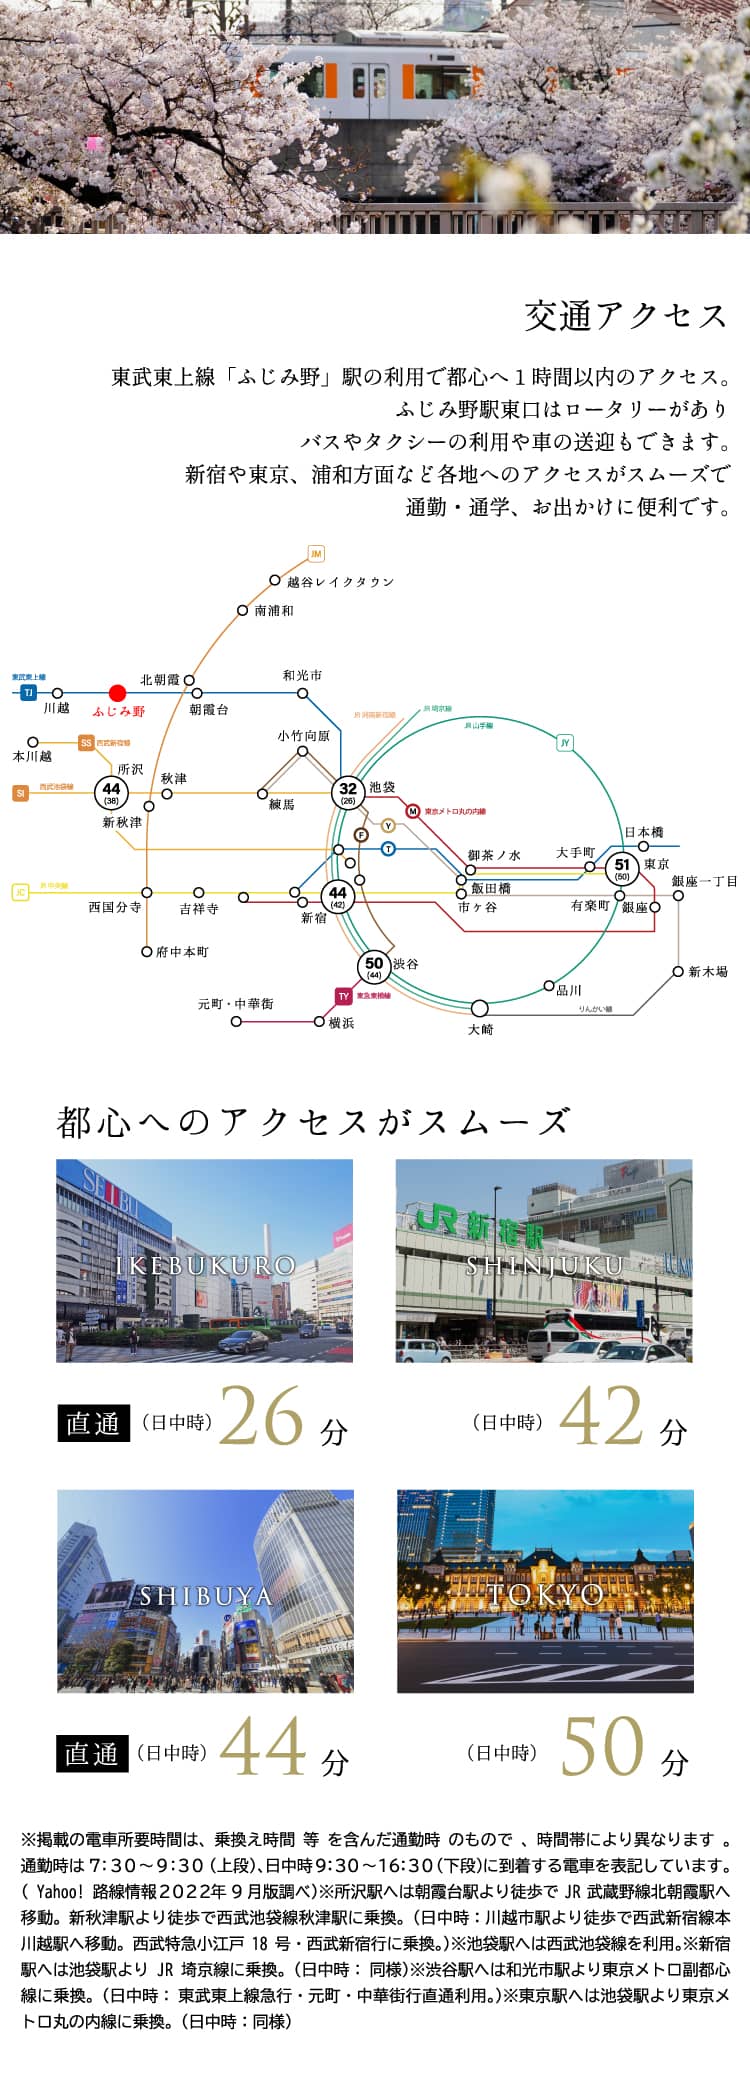 交通アクセス
東武東上線「ふじみ野」駅の利用で都心へ１時間以内のアクセス。
ふじみ野駅東口はロータリーがあり
バスやタクシーの利用や車の送迎もできます。
新宿や東京、浦和方面など各地へのアクセスがスムーズで
通勤・通学、お出かけに便利です。
JM
越谷レイクタウン
南浦和
東武東上線
TJ
川越
ふじみ野
北朝霞
朝霞台
和光市
JR 湘南新宿線
JR 埼京線
JR 山手線
JY
本川越
SS 西武新宿線
小竹向原
SI
西武池袋線
所沢
44
(38)
新秋津
秋津
練馬
32
(26)
池袋
M 東京メトロ丸の内線
Y
F
T
御茶ノ水
大手町
日本橋
51
(50)
東京
JC
JR 中央線
西国分寺
吉祥寺
新宿
44
(42)
飯田橋
市ヶ谷
有楽町
銀座
銀座一丁目
府中本町
50
(44)
渋谷
新木場
元町・中華街
TY 東急東横線
横浜
品川
大崎
りんかい線
都心へのアクセスがスムーズ
SEIBU
IKEBUKURO
JR 新宿駅
SHINJUKU
直通 （日中時） 26 分
（日中時） 42 分
SHIBUYA
TOKYO
直通 （日中時） 44 分
（日中時） 50 分
※掲載の電車所要時間は、乗換え時間 等 を含んだ通勤時 のもので 、時間帯により異なります 。
通勤時は７：３０～９：３０（上段）、日中時９：３０～１６：３０（下段）に到着する電車を表記しています。
（ Yahoo! 路線情報２０２２年 ９ 月版調べ）※所沢駅へは朝霞台駅より徒歩で JR 武蔵野線北朝霞駅へ
移動。新秋津駅より徒歩で西武池袋線秋津駅に乗換。（日中時：川越市駅より徒歩で西武新宿線本
川越駅へ移動。西武特急小江戸 18 号・西武新宿行に乗換。）※池袋駅へは西武池袋線を利用。※新宿
駅へは池袋駅より JR 埼京線に乗換。（日中時： 同様）※渋谷駅へは和光市駅より東京メトロ副都心
線に乗換。（日中時： 東武東上線急行・元町・中華街行直通利用。）※東京駅へは池袋駅より東京メ
トロ丸の内線に乗換。（日中時：同様）